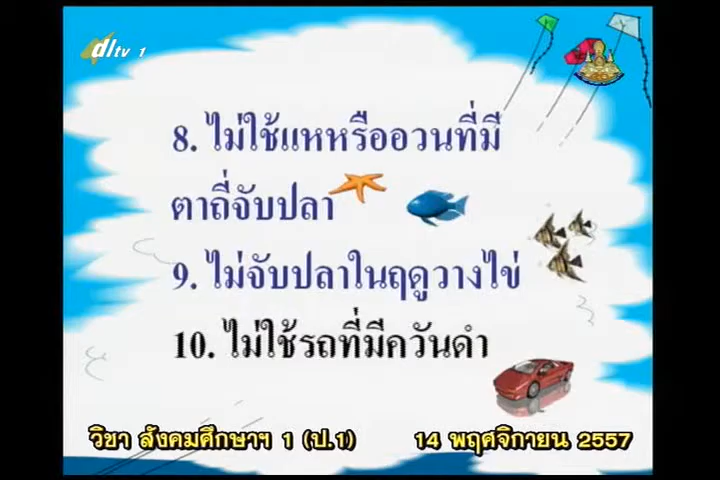 dltv 1
8. ไม่ใช้แหหรืออวนที่มี
ตาถี่จับปลา
9. ไม่จับปลาในฤดูวางไข่
10. ไม่ใช้รถที่มีควันดำ
วิชา สังคมศึกษาฯ 1 (ป.1) 14 พฤศจิกายน 2557